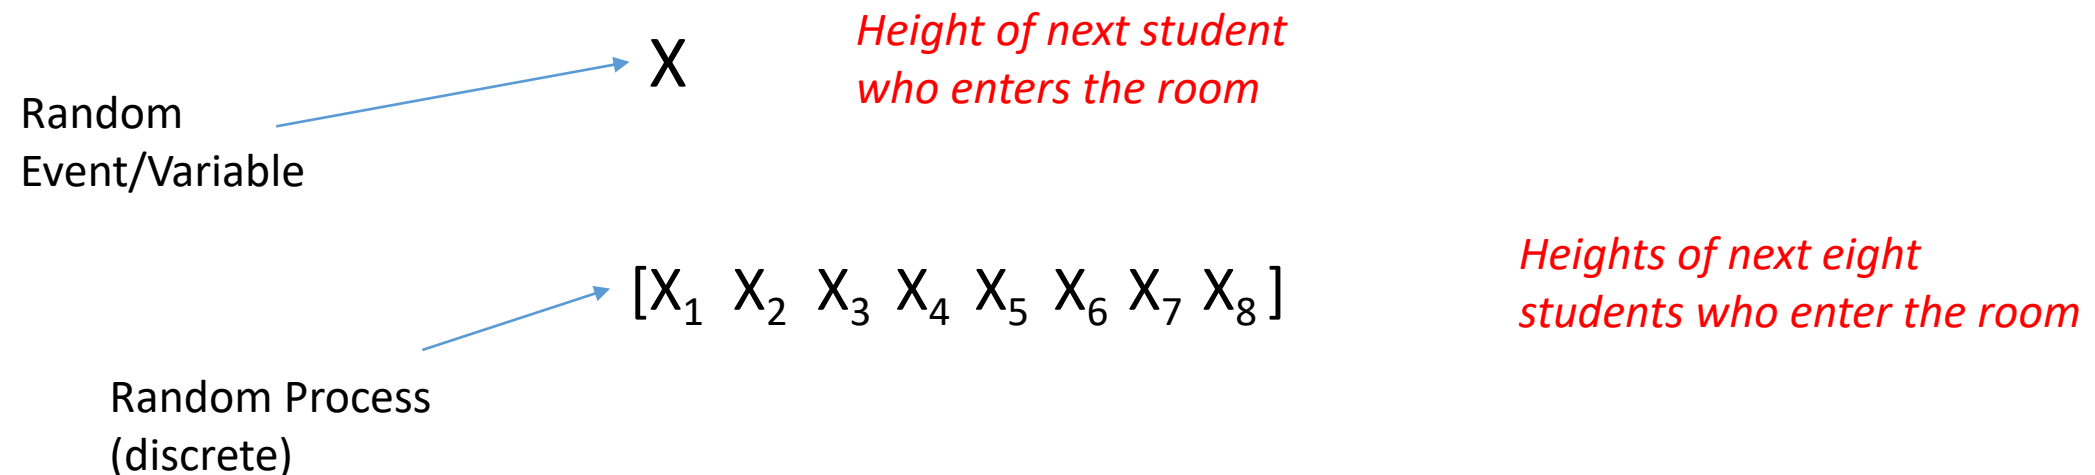 X
Height of next student
who enters the room
Random
Event/Variable
[X₁ X₂ X₃ X₄ X₅ X₆ X₇ X₈]
Heights of next eight
students who enter the room
Random Process
(discrete)